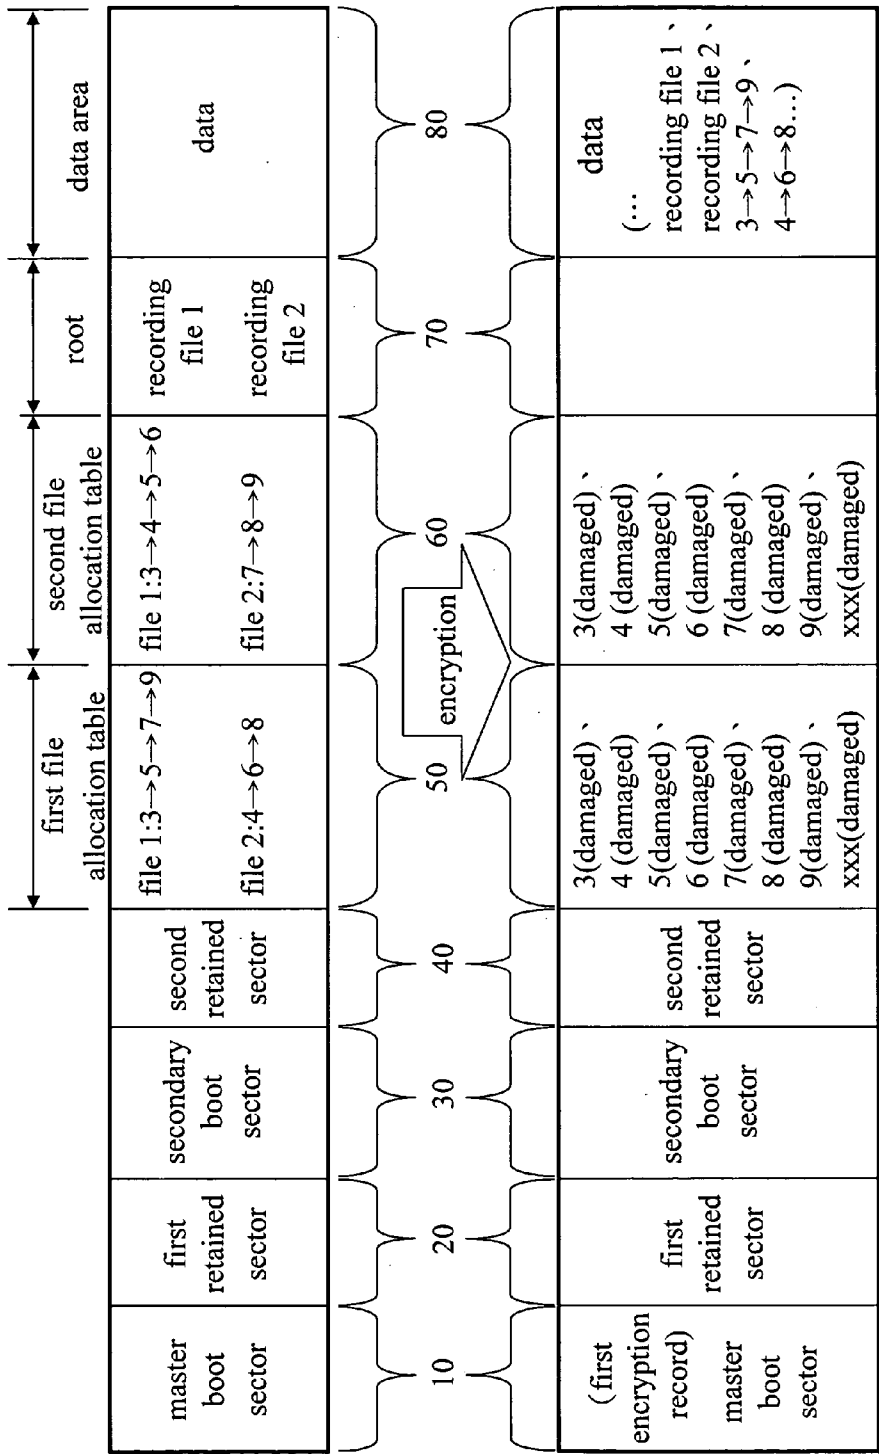 first file
allocation table
second file
allocation table
root
data area
master
boot
sector
first
retained
sector
secondary
boot
sector
second
retained
sector
file 1:3→5→7→9
file 2:4→6→8
file 1:3→4→5→6
file 2:7→8→9
recording
file 1
recording
file 2
data
10
20
30
40
50
60
70
80
encryption
(first
encryption
record)
master
boot
sector
first
retained
sector
secondary
boot
sector
second
retained
sector
3(damaged)、
4 (damaged)
5(damaged)、
6 (damaged)
7(damaged)、
8 (damaged)
9(damaged)、
xxx(damaged)
3(damaged)、
4 (damaged)
5(damaged)、
6 (damaged)
7(damaged)、
8 (damaged)
9(damaged)、
xxx(damaged)
data
(...
recording file 1、
recording file 2、
3→5→7→9、
4→6→8...)